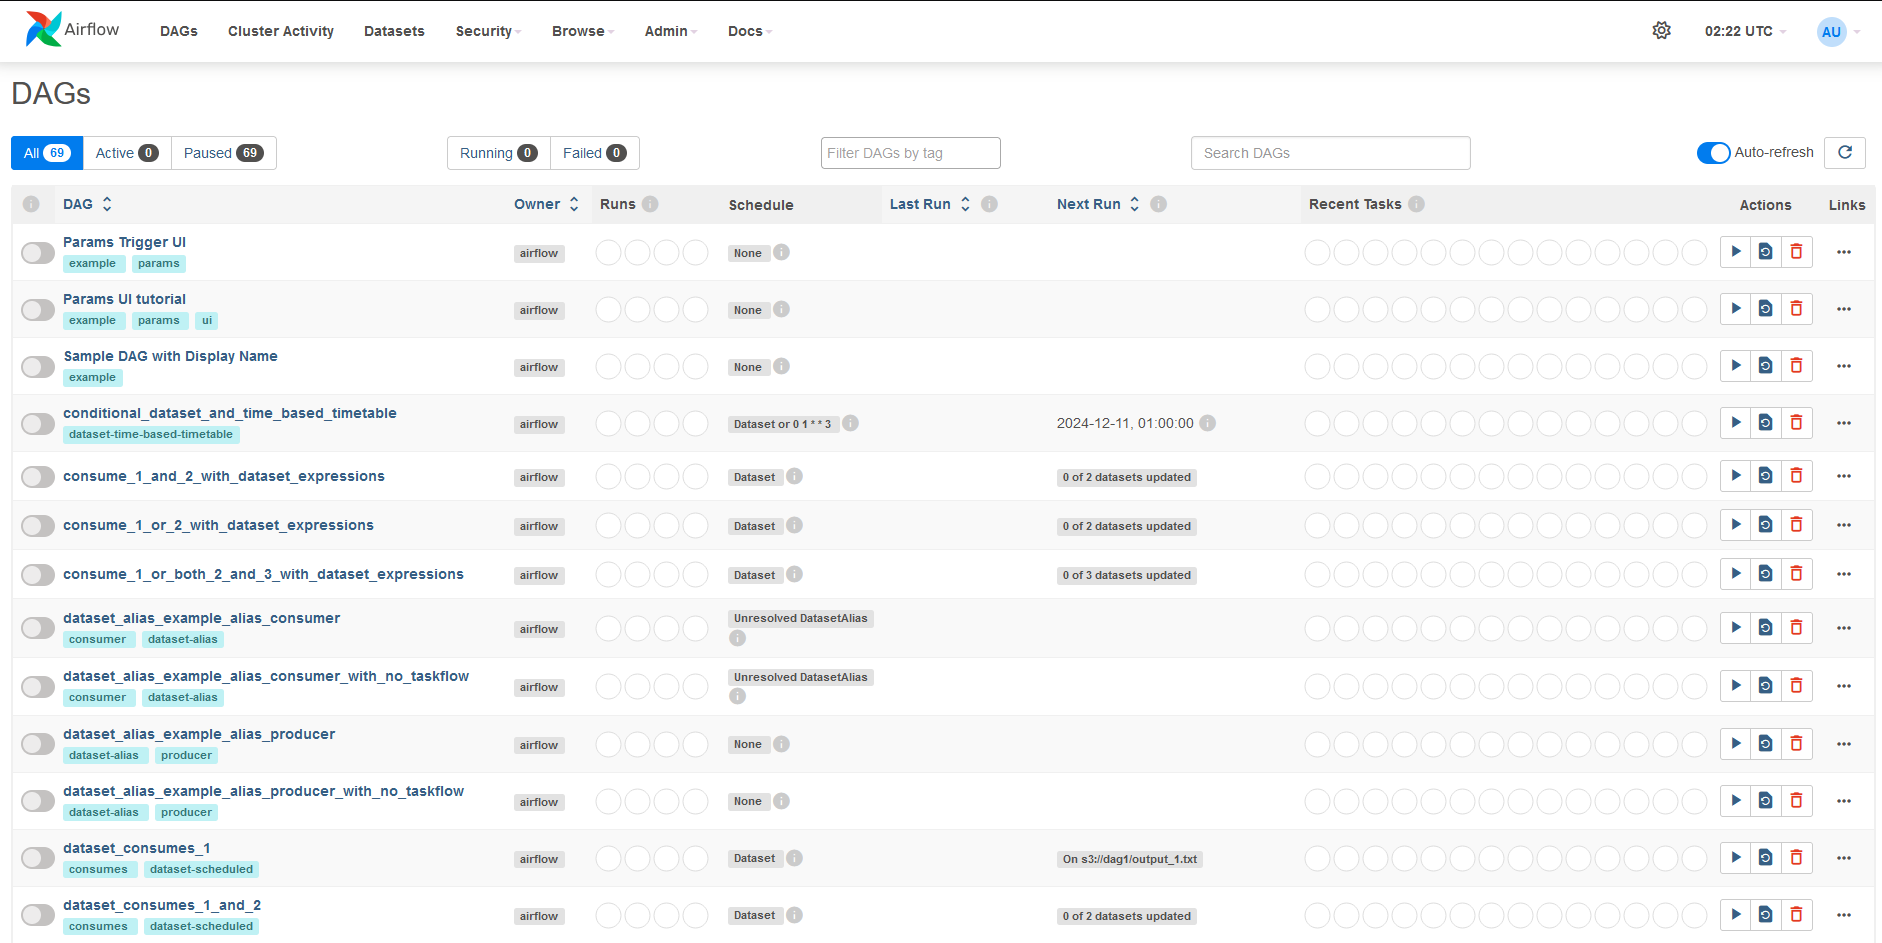 Airflow DAGs Cluster Activity Datasets Security Browse Admin Docs 02:22 UTC AU
DAGs
All 69 Active 0 Paused 69 Running 0 Failed 0 Filter DAGs by tag Search DAGs Auto-refresh
i DAG Owner Runs i Schedule Last Run i Next Run i Recent Tasks i Actions Links
Params Trigger UI
airflow None i
example params
Params UI tutorial
airflow None i
example params ui
Sample DAG with Display Name
airflow None i
example
conditional_dataset_and_time_based_timetable
airflow Dataset or 0 1 * * 3 i 2024-12-11, 01:00:00 i
dataset-time-based-timetable
consume_1_and_2_with_dataset_expressions airflow Dataset i 0 of 2 datasets updated
consume_1_or_2_with_dataset_expressions airflow Dataset i 0 of 2 datasets updated
consume_1_or_both_2_and_3_with_dataset_expressions airflow Dataset i 0 of 3 datasets updated
dataset_alias_example_alias_consumer
airflow Unresolved DatasetAlias i
consumer dataset-alias
dataset_alias_example_alias_consumer_with_no_taskflow
airflow Unresolved DatasetAlias i
consumer dataset-alias
dataset_alias_example_alias_producer
airflow None i
dataset-alias producer
dataset_alias_example_alias_producer_with_no_taskflow
airflow None i
dataset-alias producer
dataset_consumes_1
airflow Dataset i On s3://dag1/output_1.txt
consumes dataset-scheduled
dataset_consumes_1_and_2
airflow Dataset i 0 of 2 datasets updated
consumes dataset-scheduled